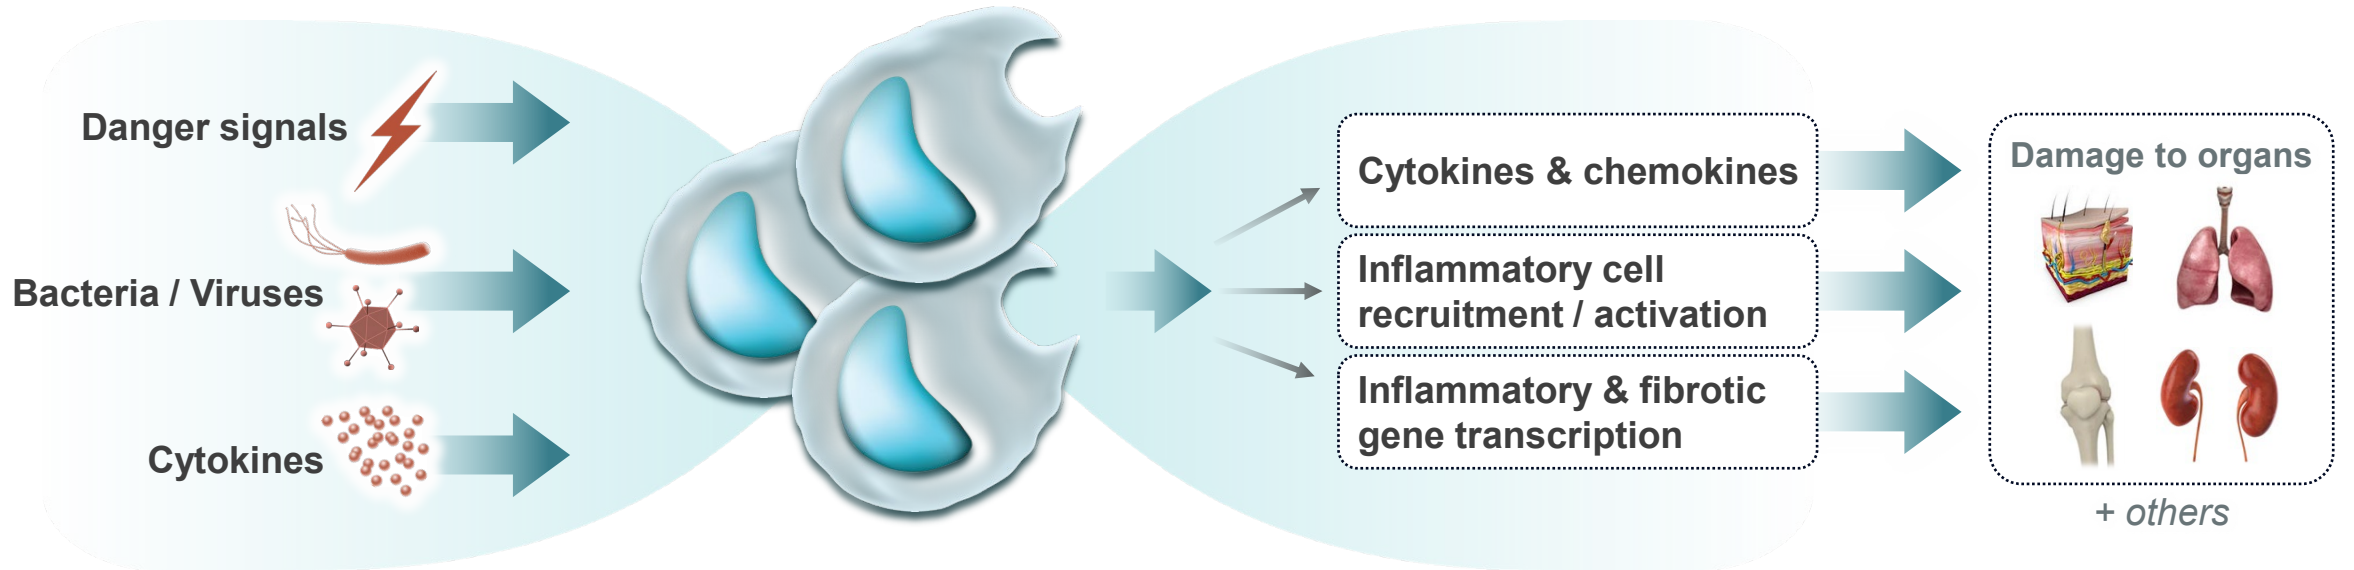 Danger signals
Bacteria / Viruses
Cytokines
Cytokines & chemokines
Inflammatory cell
recruitment / activation
Inflammatory & fibrotic
gene transcription
Damage to organs
+ others